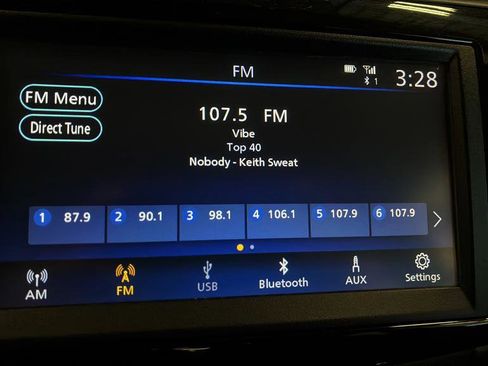 FM
1
3:28
FM Menu
Direct Tune
107.5 FM
Vibe
Top 40
Nobody - Keith Sweat
1 87.9
2 90.1
3 98.1
4 106.1
5 107.9
6 107.9
AM
FM
USB
Bluetooth
AUX
Settings